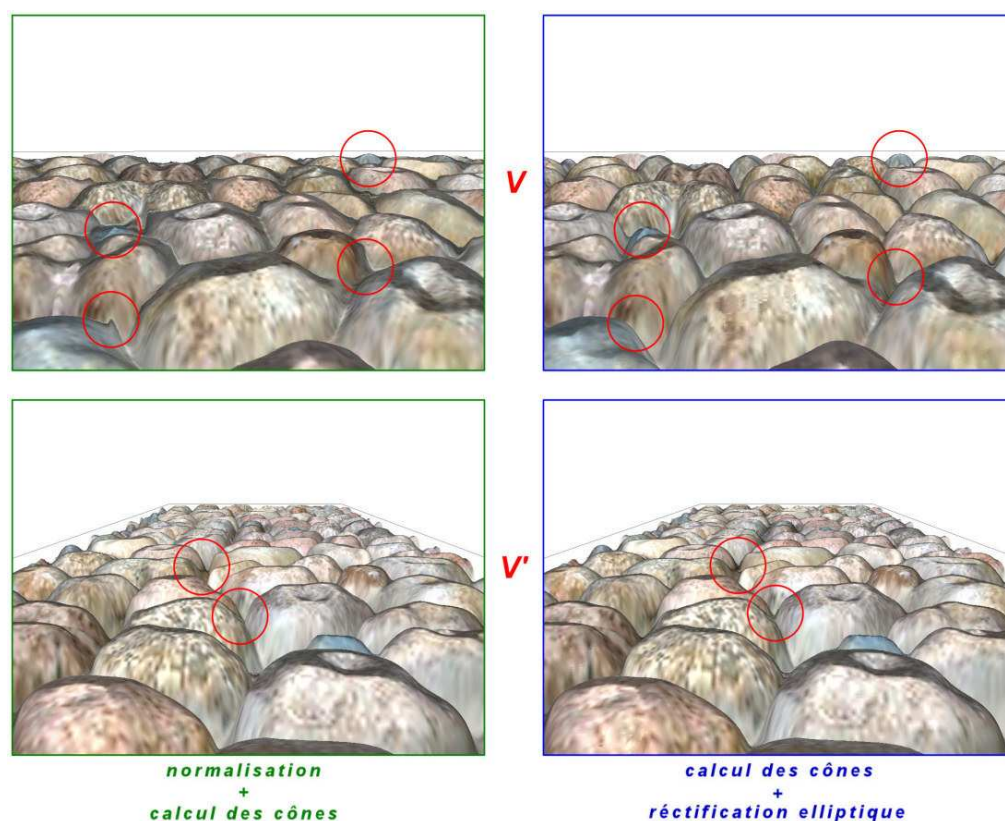 V
V'
normalisation
+
calcul des cônes
calcul des cônes
+
réctification elliptique